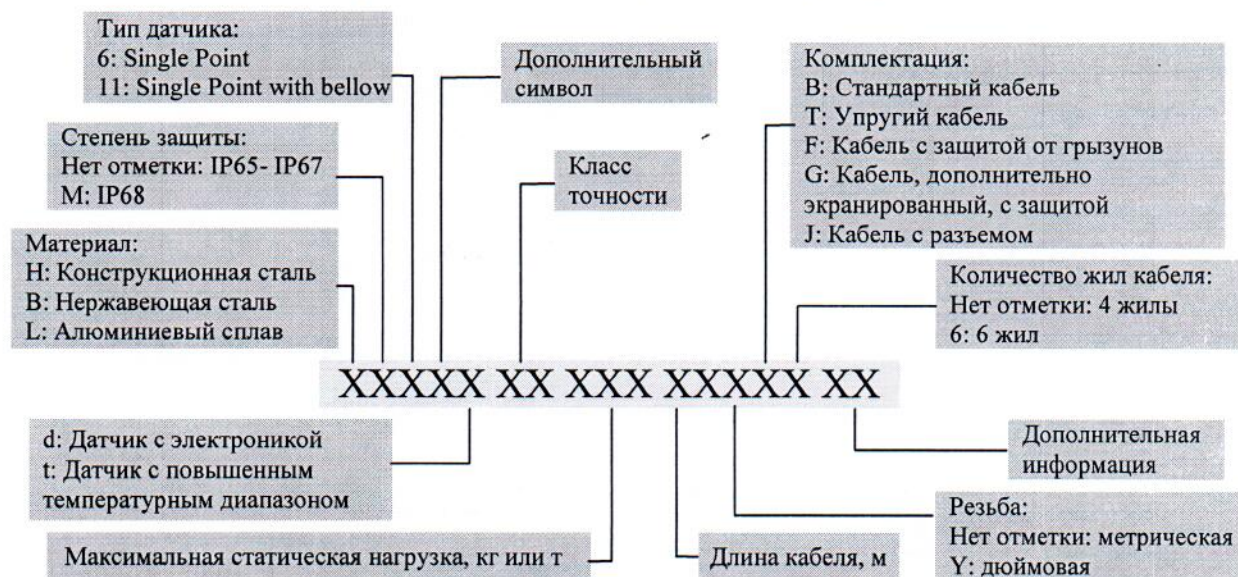 Тип датчика:
6: Single Point
11: Single Point with bellow
Дополнительный
символ
Комплектация:
B: Стандартный кабель
T: Упругий кабель
F: Кабель с защитой от грызунов
G: Кабель, дополнительно
экранированный, с защитой
J: Кабель с разъемом
Степень защиты:
Нет отметки: IP65- IP67
M: IP68
Класс
точности
Материал:
H: Конструкционная сталь
B: Нержавеющая сталь
L: Алюминиевый сплав
Количество жил кабеля:
Нет отметки: 4 жилы
6: 6 жил
XXXXX XX XXX XXXXX XX
d: Датчик с электроникой
t: Датчик с повышенным
температурным диапазоном
Дополнительная
информация
Максимальная статическая нагрузка, кг или т
Длина кабеля, м
Резьба:
Нет отметки: метрическая
Y: дюймовая